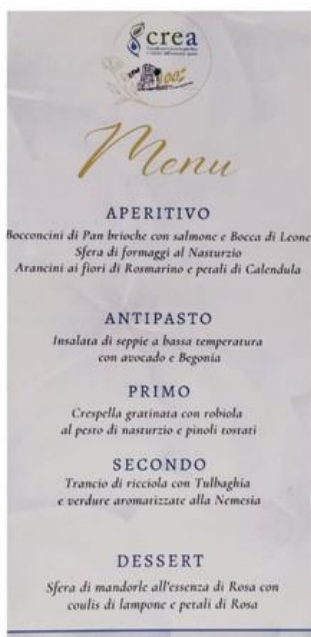 crea
100
Menu
APERITIVO
Bocconcini di Pan brioche con salmone e Bocca di Leone
Sfera di formaggi al Nasturzio
Arancini ai fiori di Rosmarino e petali di Calendula
ANTIPASTO
Insalata di seppie a bassa temperatura
con avocado e Begonia
PRIMO
Crespella gratinata con robiola
al pesto di nasturzio e pinoli tostati
SECONDO
Trancio di ricciola con Tulbaghia
e verdure aromatizzate alla Nemesia
DESSERT
Sfera di mandorle all'essenza di Rosa con
coulis di lampone e petali di Rosa